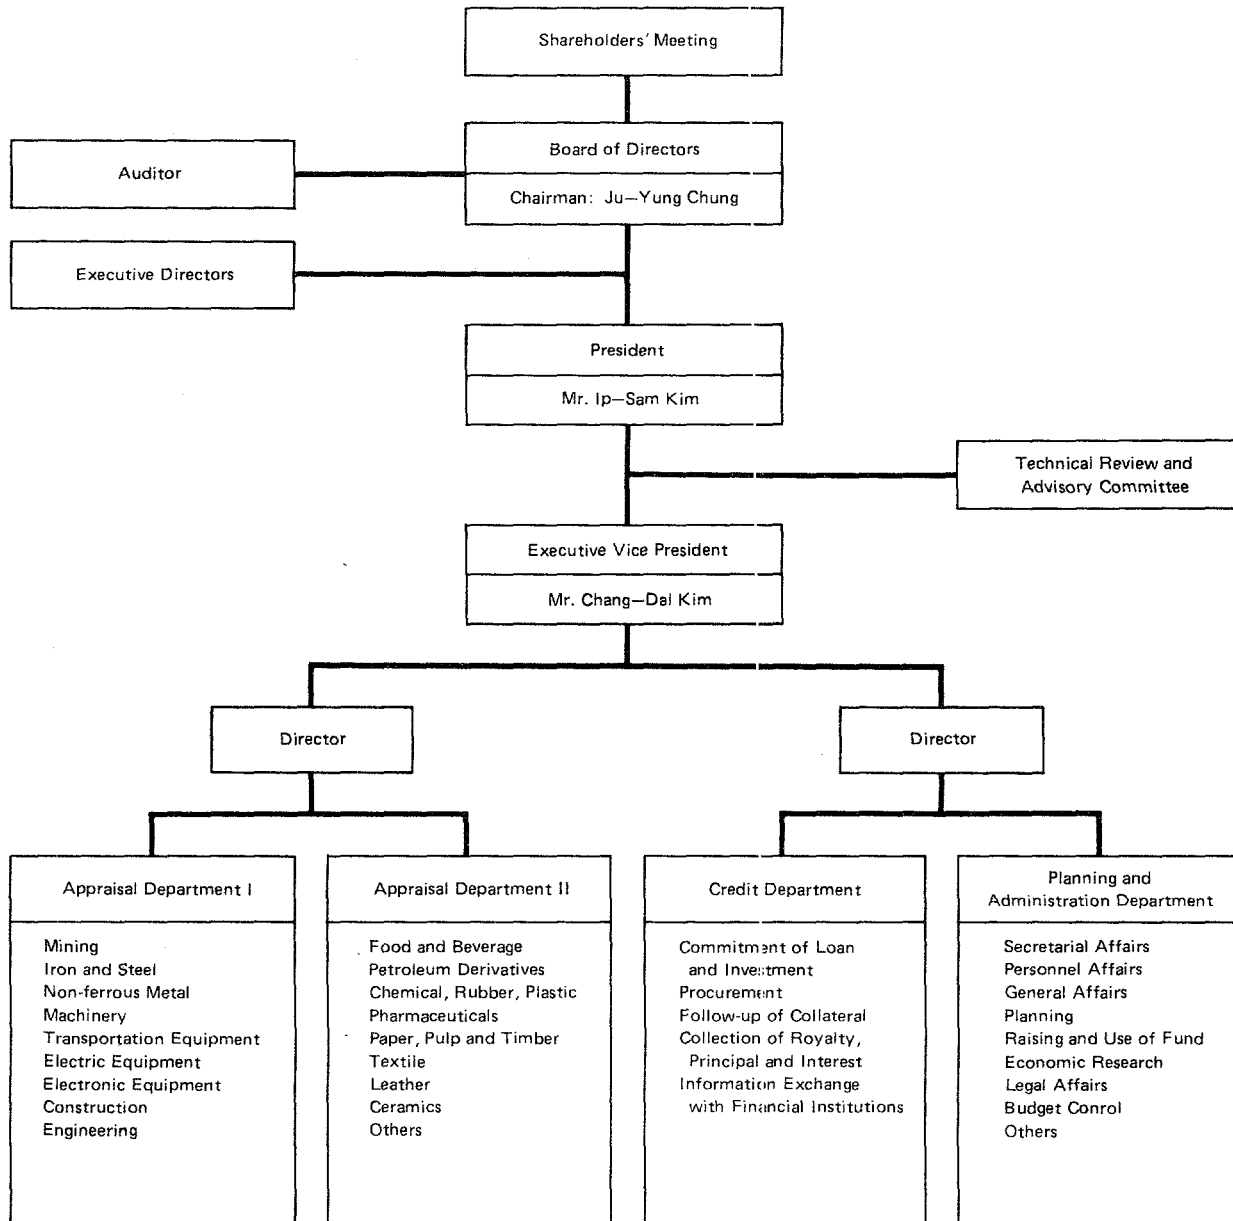 Shareholders' Meeting
Board of Directors
Chairman: Ju–Yung Chung
Auditor
Executive Directors
President
Mr. Ip–Sam Kim
Technical Review and
Advisory Committee
Executive Vice President
Mr. Chang–Dal Kim
Director
Director
Appraisal Department I
Mining
Iron and Steel
Non-ferrous Metal
Machinery
Transportation Equipment
Electric Equipment
Electronic Equipment
Construction
Engineering
Appraisal Department II
Food and Beverage
Petroleum Derivatives
Chemical, Rubber, Plastic
Pharmaceuticals
Paper, Pulp and Timber
Textile
Leather
Ceramics
Others
Credit Department
Commitment of Loan
and Investment
Procurement
Follow-up of Collateral
Collection of Royalty,
Principal and Interest
Information Exchange
with Financial Institutions
Planning and
Administration Department
Secretarial Affairs
Personnel Affairs
General Affairs
Planning
Raising and Use of Fund
Economic Research
Legal Affairs
Budget Conrol
Others